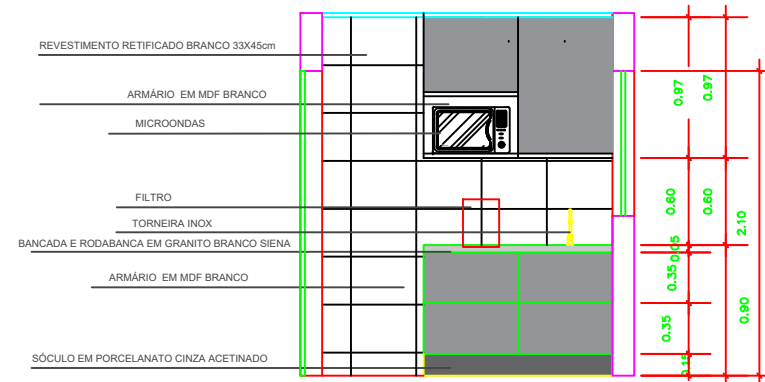 REVESTIMENTO RETIFICADO BRANCO 33X45cm
ARMÁRIO EM MDF BRANCO
MICROONDAS
FILTRO
TORNEIRA INOX
BANCADA E RODABANCA EM GRANITO BRANCO SIENA
ARMÁRIO EM MDF BRANCO
SÓCULO EM PORCELANATO CINZA ACETINADO
0.97
0.97
0.60
0.60
2.10
0.05
0.35
0.35
0.90
0.15